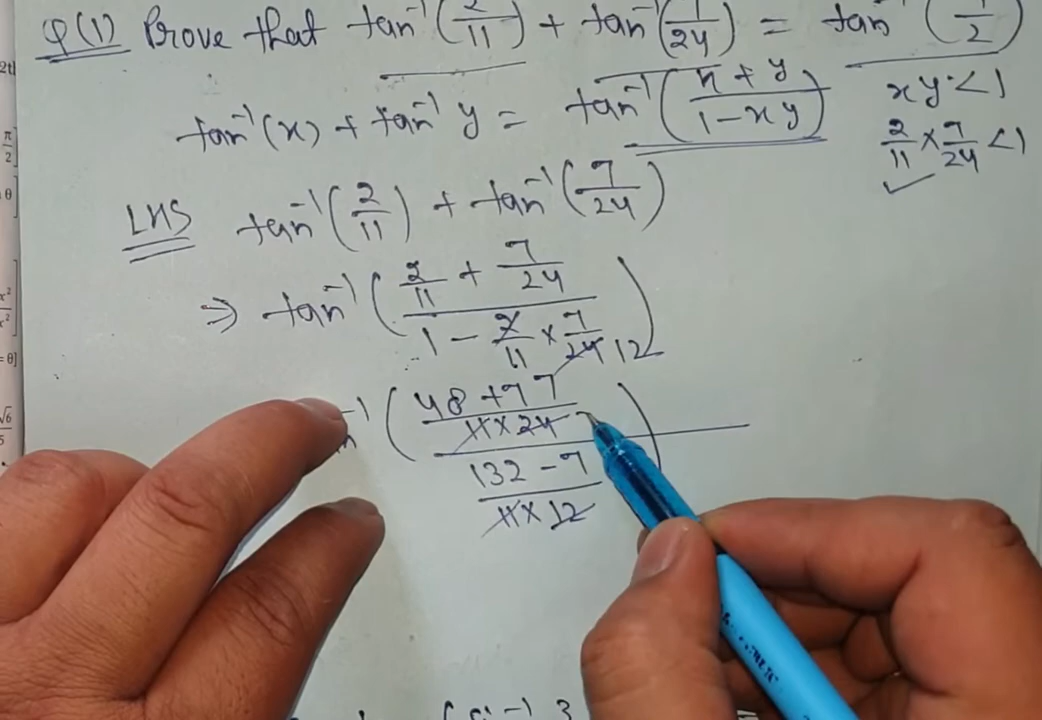 Q(1) Prove that tan⁻¹(2/11) + tan⁻¹(7/24) = tan⁻¹(1/2)
tan⁻¹(x) + tan⁻¹ y = tan⁻¹((x + y)/(1 - xy))
xy < 1
2/11 × 7/24 < 1 ✓
LHS tan⁻¹(2/11) + tan⁻¹(7/24)
⇒ tan⁻¹((2/11 + 7/24)/(1 - 2/11 × 7/24)) 12
⁻¹(((48 + 77)/(11 × 24))/((132 - 7)/(11 × 12)))